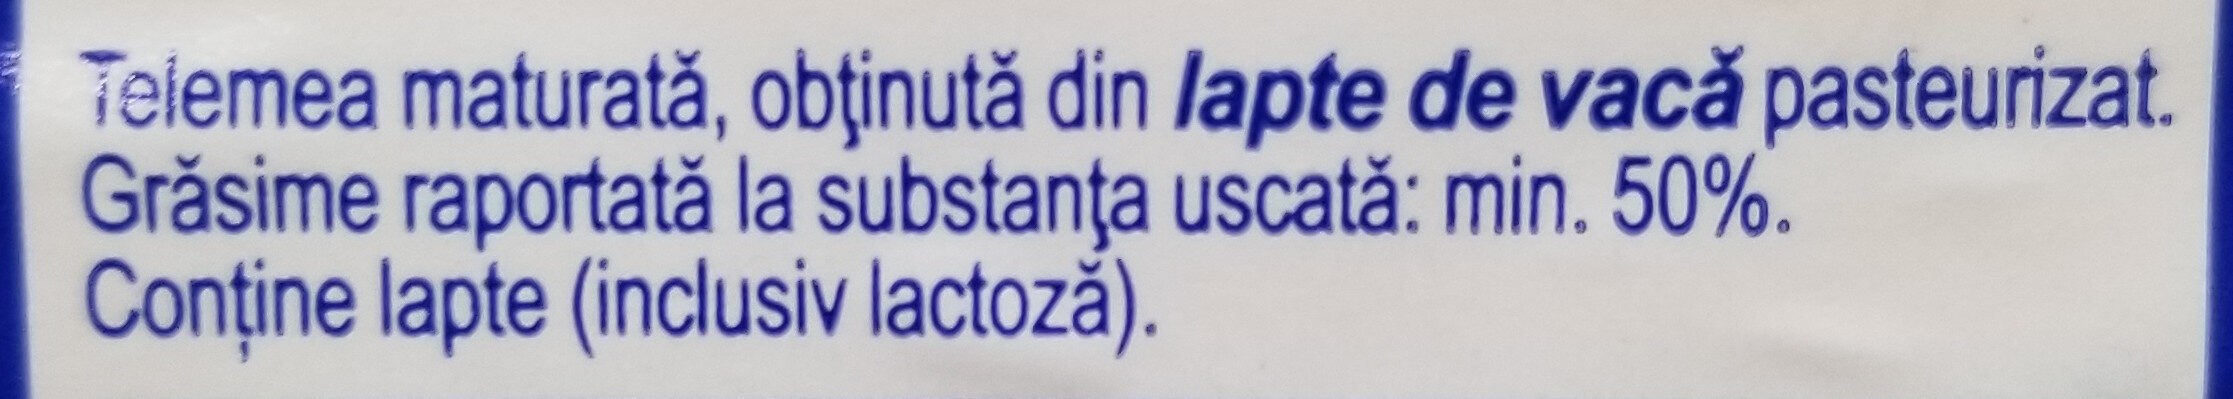 Telemea maturată, obţinută din lapte de vacă pasteurizat.
Grăsime raportată la substanţa uscată: min. 50%.
Conține lapte (inclusiv lactoză).